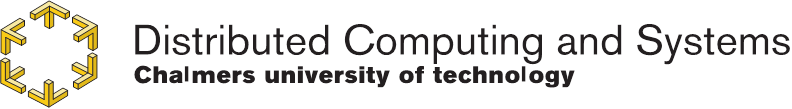 Distributed Computing and Systems
Chalmers university of technology